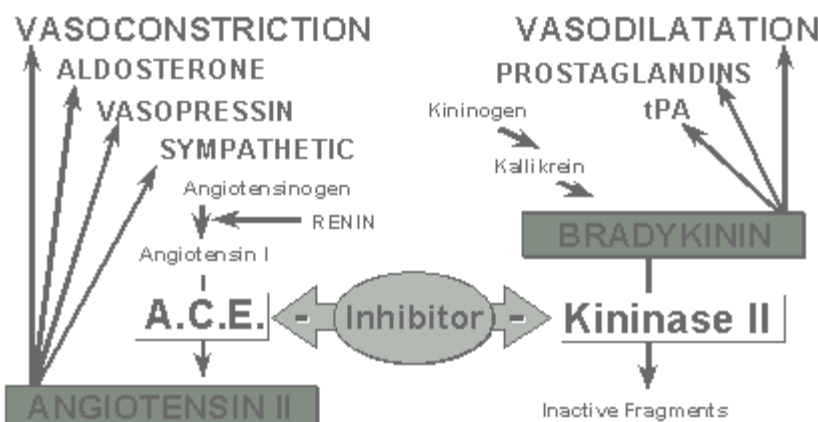 VASOCONSTRICTION
ALDOSTERONE
VASOPRESSIN
SYMPATHETIC
Angiotensinogen
RENIN
Angiotensin I
A.C.E.
ANGIOTENSIN II
- Inhibitor -
VASODILATATION
PROSTAGLANDINS
tPA
Kininogen
Kallikrein
BRADYKININ
Kininase II
Inactive Fragments